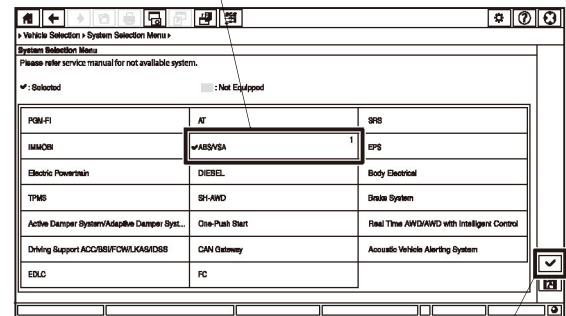 ▸ Vehicle Selection ▸ System Selection Menu ▸
System Selection Menu
Please refer service manual for not available system.
✔: Selected : Not Equipped
PGM-FI AT SRS
IMMOBI ✔ABS/VSA 1 EPS
Electric Powertrain DIESEL Body Electrical
TPMS SH-AWD Brake System
Active Damper System/Adaptive Damper Syst... One-Push Start Real Time AWD/AWD with Intelligent Control
Driving Support ACC/BSI/FCW/LKAS/IDSS CAN Gateway Acoustic Vehicle Alerting System
EDLC FC